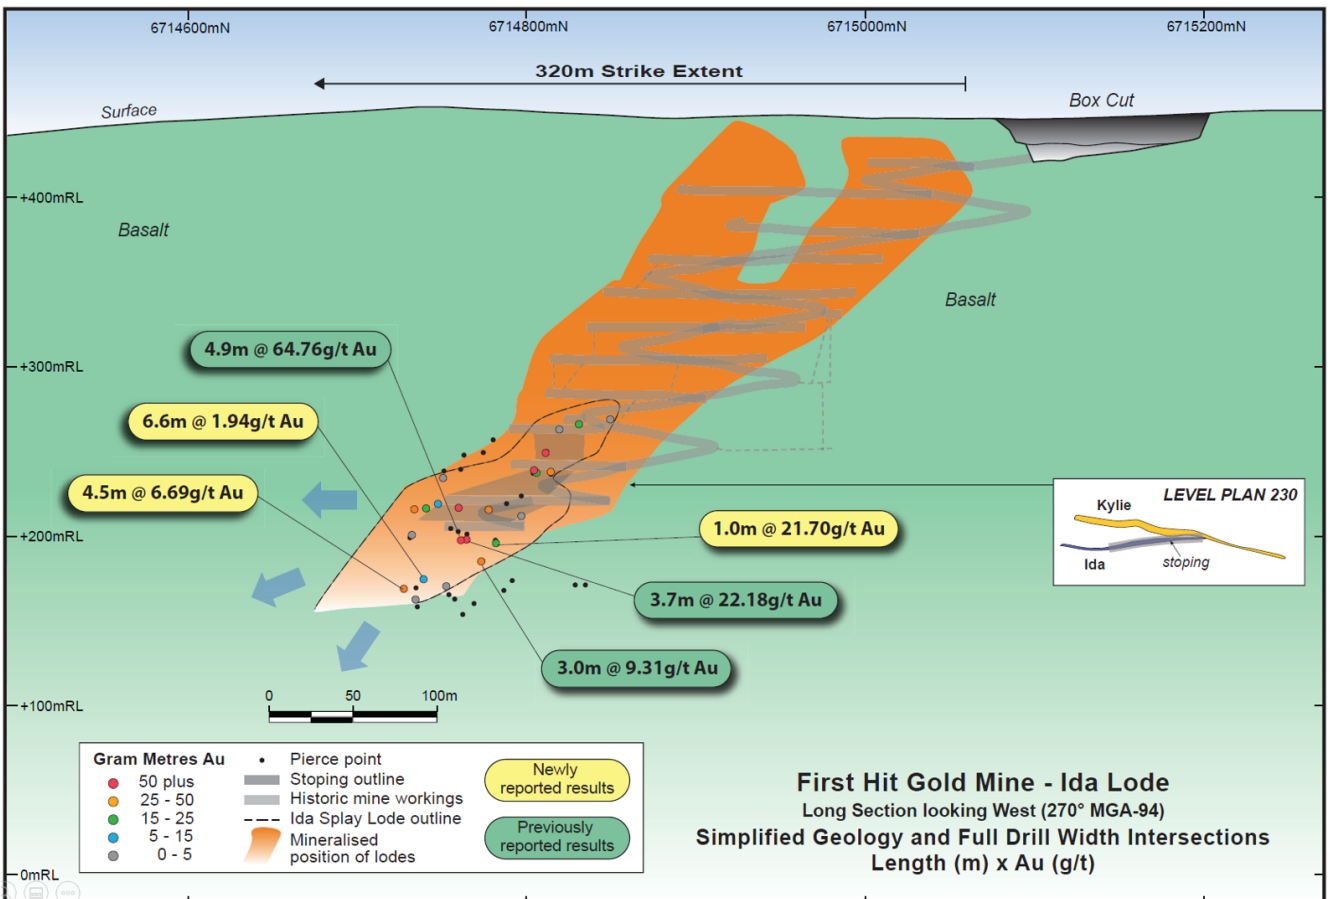 6714600mN
6714800mN
6715000mN
6715200mN
320m Strike Extent
Surface
Box Cut
+400mRL
Basalt
Basalt
4.9m @ 64.76g/t Au
+300mRL
6.6m @ 1.94g/t Au
4.5m @ 6.69g/t Au
LEVEL PLAN 230
Kylie
Ida
stoping
1.0m @ 21.70g/t Au
+200mRL
3.7m @ 22.18g/t Au
3.0m @ 9.31g/t Au
0 50 100m
+100mRL
Gram Metres Au
50 plus
25 - 50
15 - 25
5 - 15
0 - 5
Pierce point
Stoping outline
Historic mine workings
Ida Splay Lode outline
Mineralised
position of lodes
Newly
reported results
Previously
reported results
First Hit Gold Mine - Ida Lode
Long Section looking West (270° MGA-94)
Simplified Geology and Full Drill Width Intersections
Length (m) x Au (g/t)
0mRL